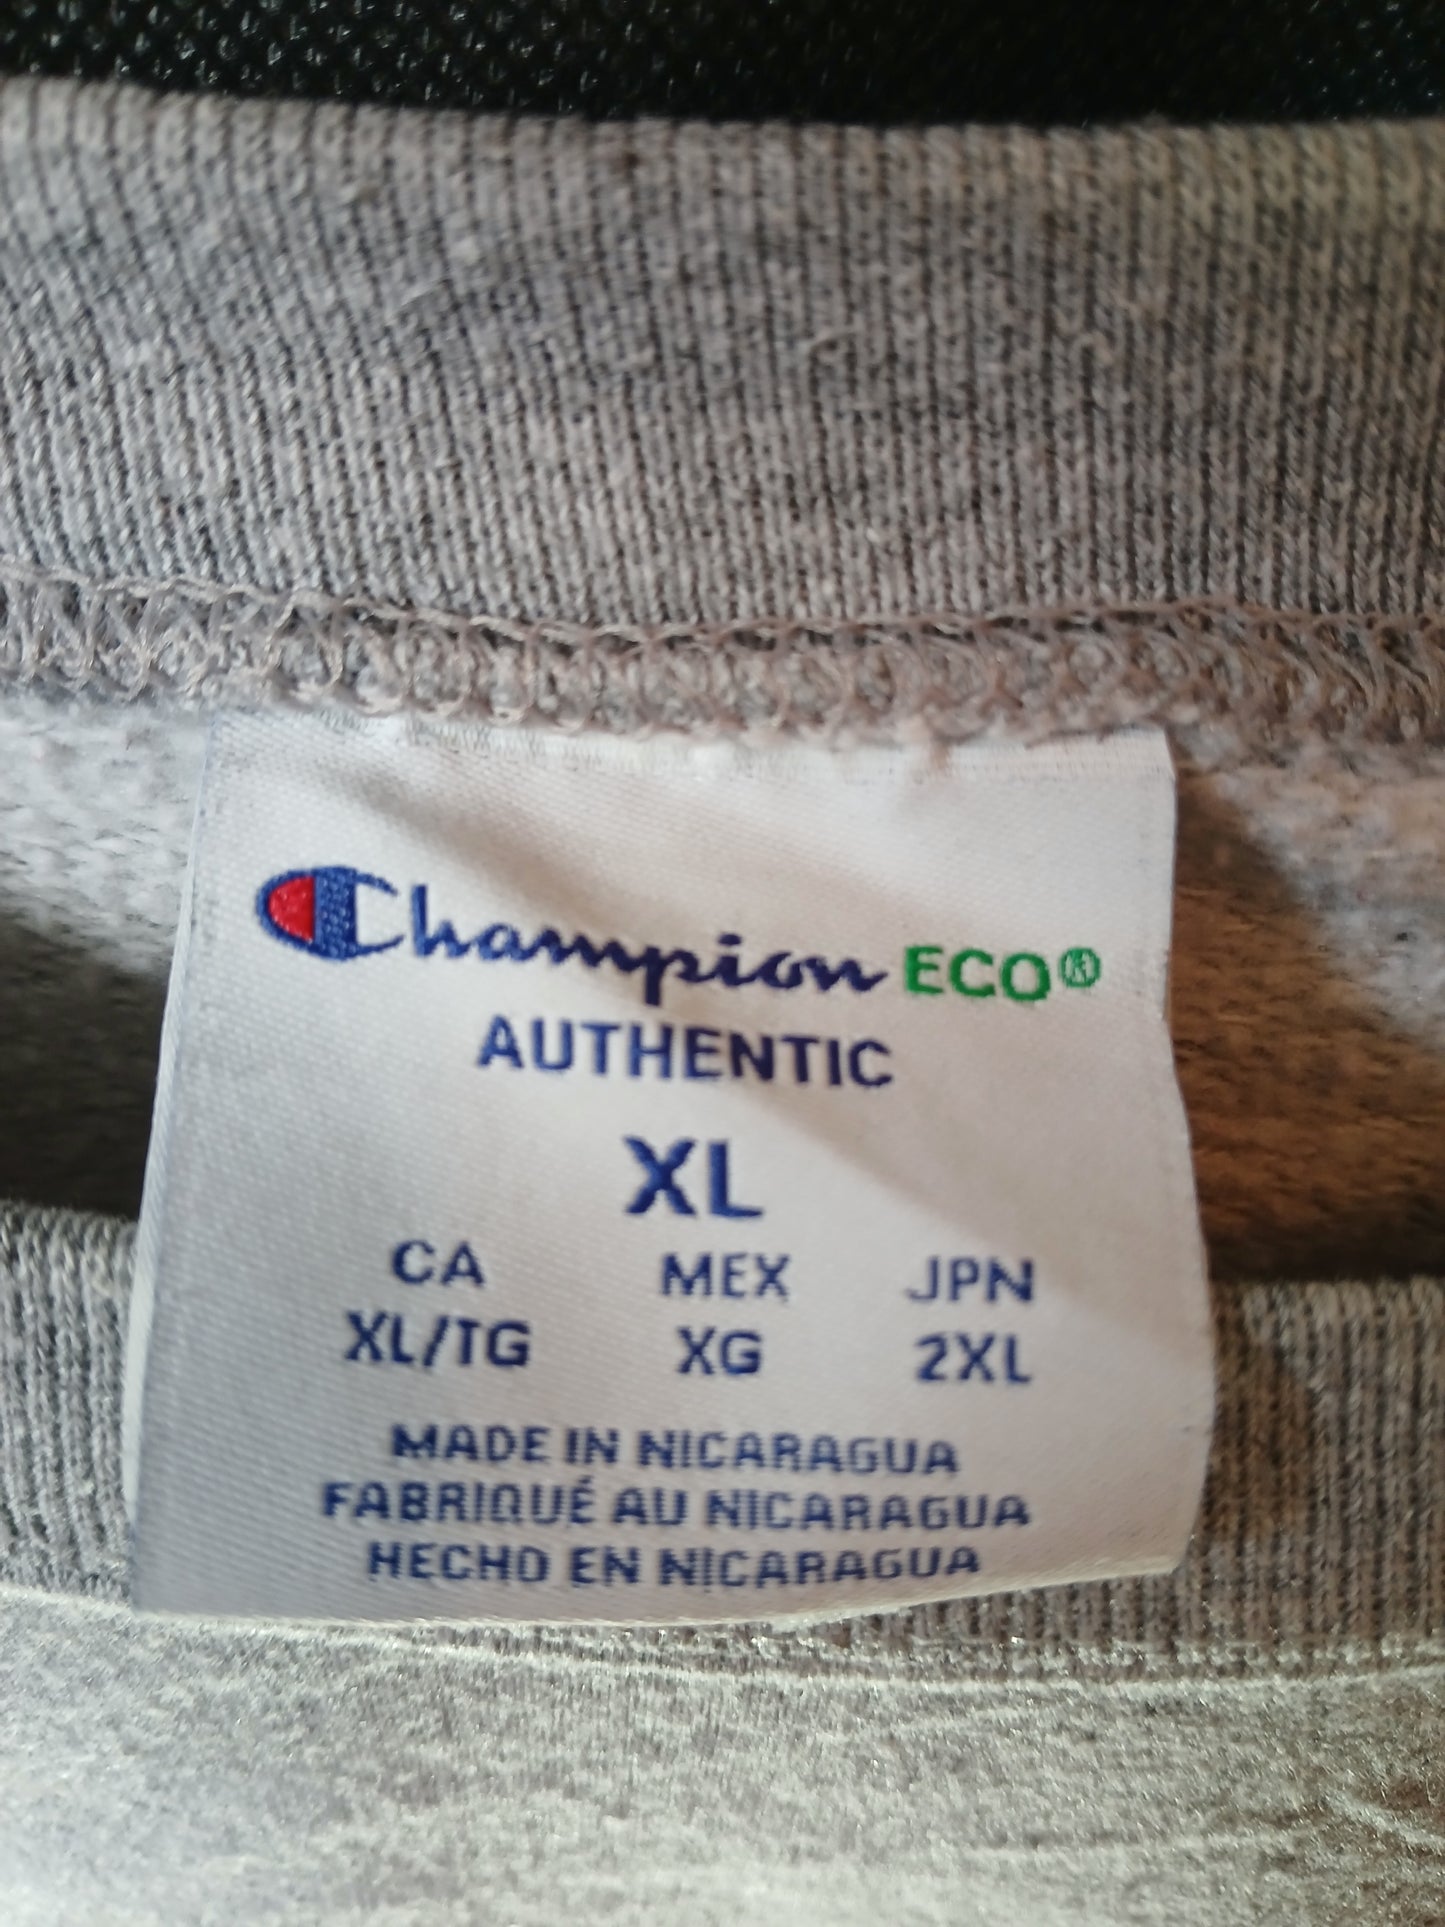 Champion ECO®
AUTHENTIC
XL
CA MEX JPN
XL/TG XG 2XL
MADE IN NICARAGUA
FABRIQUÉ AU NICARAGUA
HECHO EN NICARAGUA